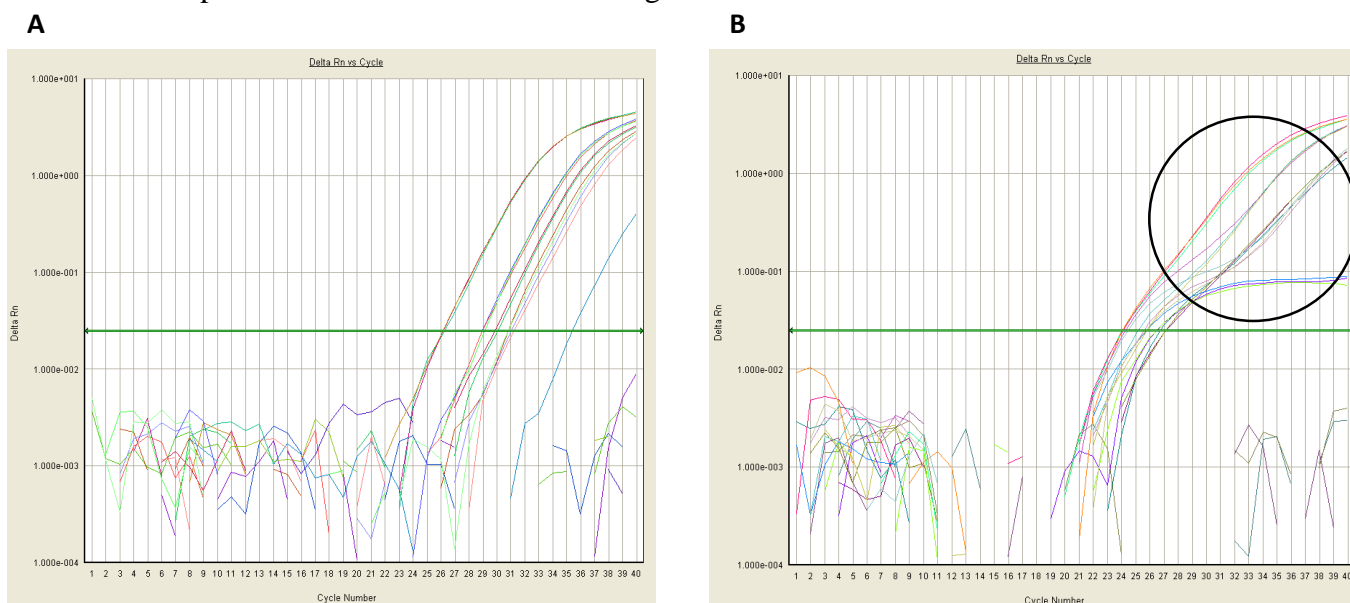 A
B
Delta Rn vs Cycle
1.000e+001
1.000e+000
1.000e-001
1.000e-002
1.000e-003
1.000e-004
Delta Rn
1 2 3 4 5 6 7 8 9 10 11 12 13 14 15 16 17 18 19 20 21 22 23 24 25 26 27 28 29 30 31 32 33 34 35 36 37 38 39 40
Cycle Number
Delta Rn vs Cycle
1.000e+001
1.000e+000
1.000e-001
1.000e-002
1.000e-003
1.000e-004
Delta Rn
1 2 3 4 5 6 7 8 9 10 11 12 13 14 15 16 17 18 19 20 21 22 23 24 25 26 27 28 29 30 31 32 33 34 35 36 37 38 39 40
Cycle Number